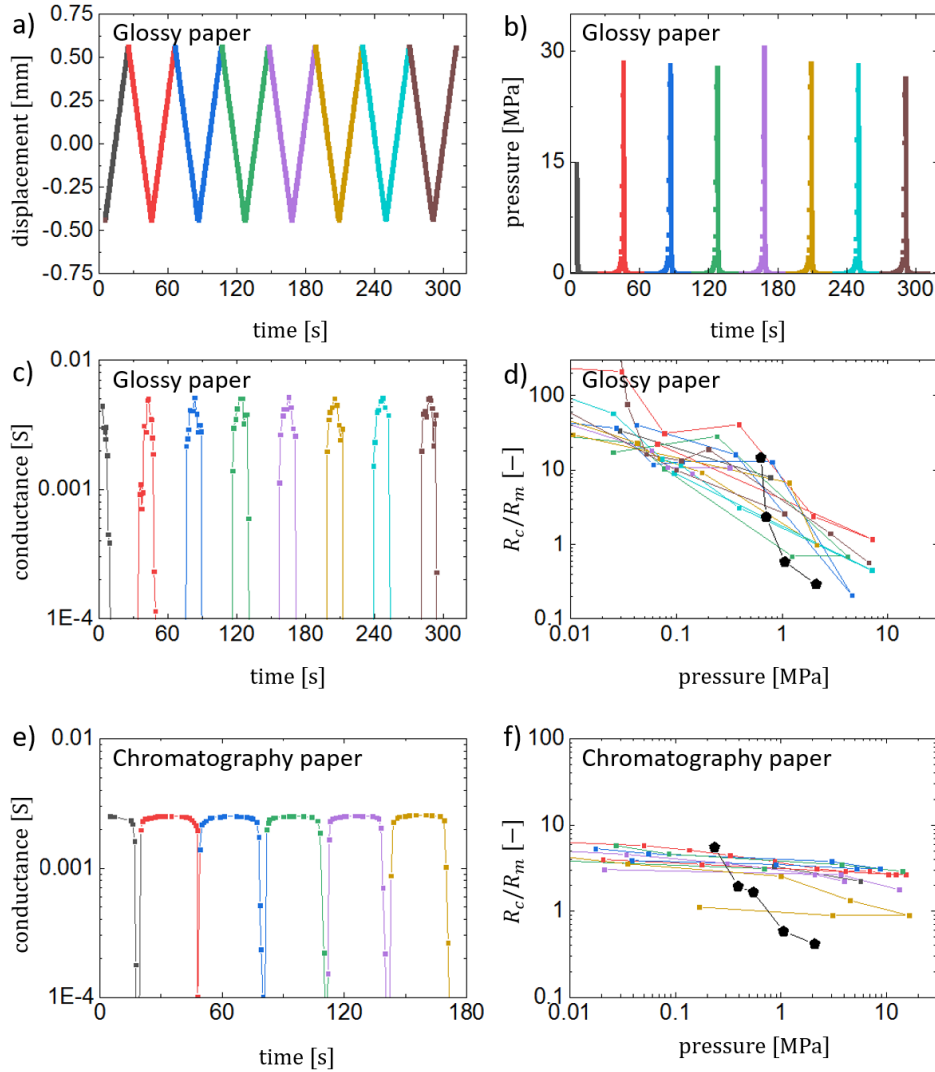 a)
Glossy paper
displacement [mm]
0.75
0.50
0.25
0.00
-0.25
-0.50
-0.75
0 60 120 180 240 300
time [s]
b)
Glossy paper
pressure [MPa]
30
15
0
0 60 120 180 240 300
time [s]
c)
Glossy paper
conductance [S]
0.01
0.001
1E-4
0 60 120 180 240 300
time [s]
d)
Glossy paper
R_c/R_m [−]
100
10
1
0.1
0.01 0.1 1 10
pressure [MPa]
e)
Chromatography paper
conductance [S]
0.01
0.001
1E-4
0 60 120 180
time [s]
f)
Chromatography paper
R_c/R_m [−]
100
10
1
0.1
0.01 0.1 1 10
pressure [MPa]